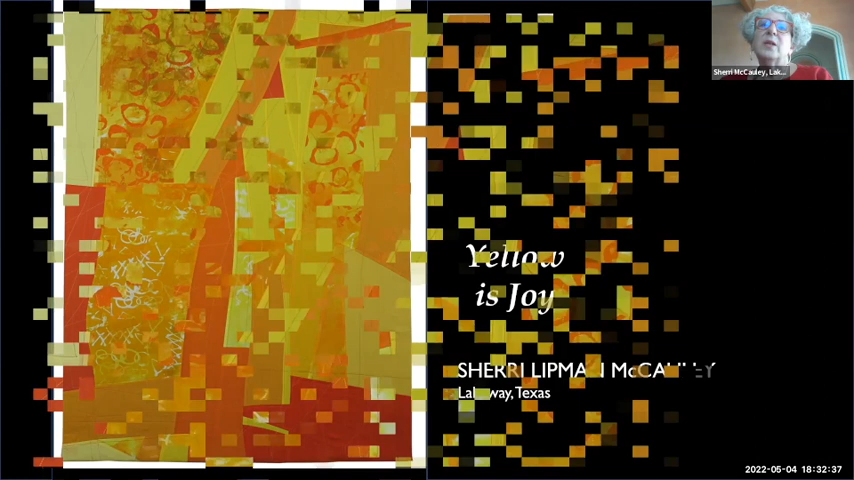 Sherri McCauley, Lak...
Yellow
is Joy
SHERRI LIPMAN McCAULEY
Lakeway, Texas
2022-05-04 18:32:37